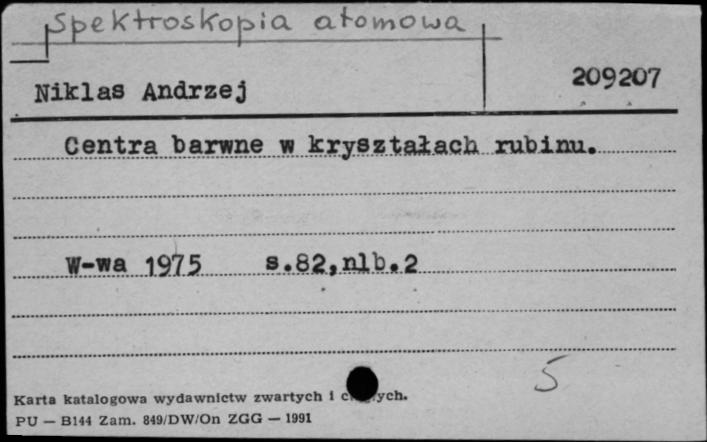 Spektroskopia atomowa
Niklas Andrzej 209207
Centra barwne w kryształach rubinu.
W-wa 1975 s.82,nlb.2
5
Karta katalogowa wydawnictw zwartych i
PU — B144 Zam. 849/DW/On ZGG — 1991